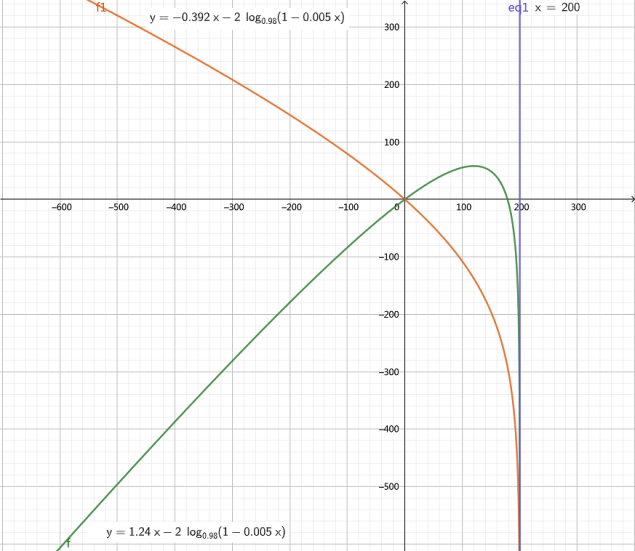 f1
y = −0.392 x − 2 log₀.₉₈(1 − 0.005 x)
eq1 x = 200
300
200
100
−600 −500 −400 −300 −200 −100 0 100 200 300
−100
−200
−300
−400
−500
y = 1.24 x − 2 log₀.₉₈(1 − 0.005 x)
f